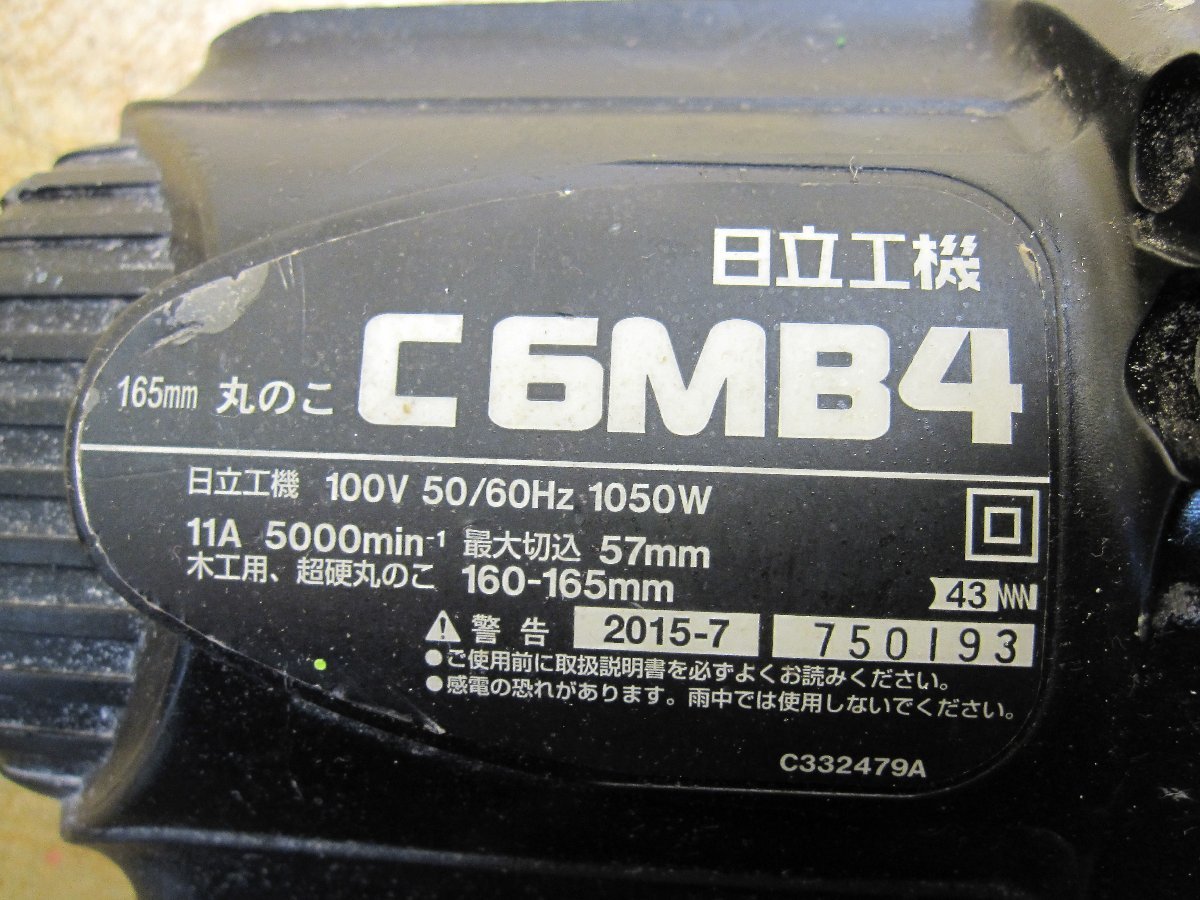 日立工機
165mm 丸のこ C6MB4
日立工機 100V 50/60Hz 1050W
11A 5000min⁻¹ 最大切込 57mm
木工用、超硬丸のこ 160-165mm
43
警告 2015-7 750193
●ご使用前に取扱説明書を必ずよくお読みください。
●感電の恐れがあります。雨中では使用しないでください。
C332479A